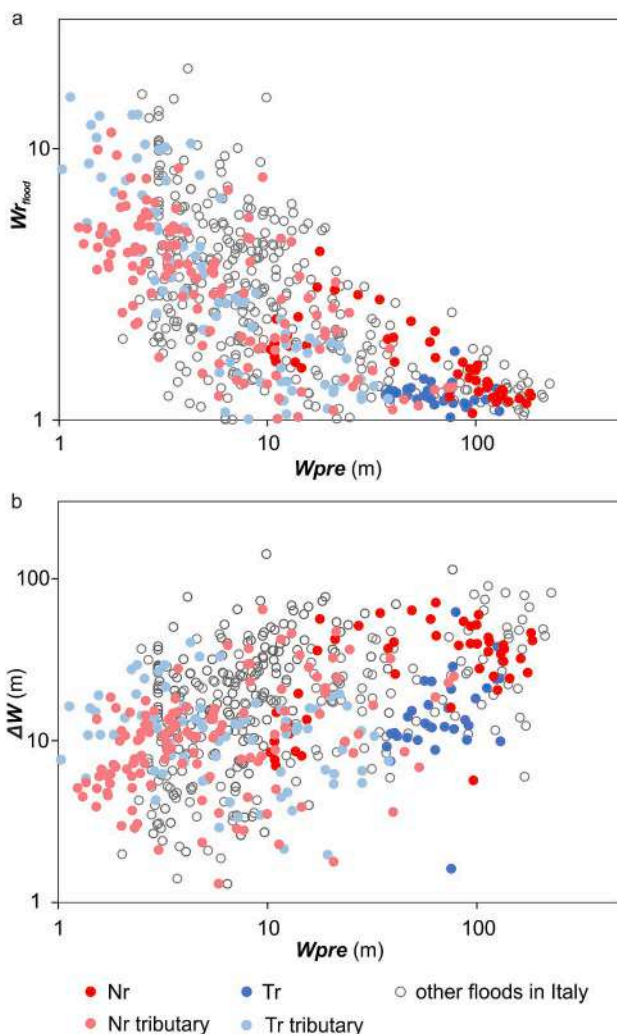 a
10
Wr_flood
1
1 10 100
Wpre (m)
b
100
ΔW (m)
10
1
1 10 100
Wpre (m)
Nr Tr other floods in Italy
Nr tributary Tr tributary